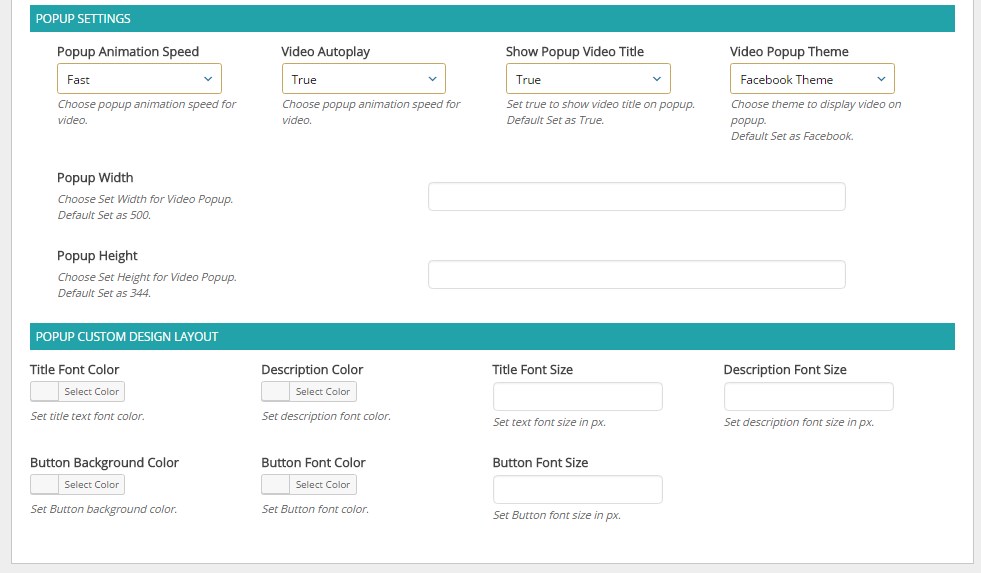 POPUP SETTINGS
Popup Animation Speed
Fast
Choose popup animation speed for
video.
Video Autoplay
True
Choose popup animation speed for
video.
Show Popup Video Title
True
Set true to show video title on popup.
Default Set as True.
Video Popup Theme
Facebook Theme
Choose theme to display video on
popup.
Default Set as Facebook.
Popup Width
Choose Set Width for Video Popup.
Default Set as 500.
Popup Height
Choose Set Height for Video Popup.
Default Set as 344.
POPUP CUSTOM DESIGN LAYOUT
Title Font Color
Select Color
Set title text font color.
Description Color
Select Color
Set description font color.
Title Font Size
Set text font size in px.
Description Font Size
Set description font size in px.
Button Background Color
Select Color
Set Button background color.
Button Font Color
Select Color
Set Button font color.
Button Font Size
Set Button font size in px.